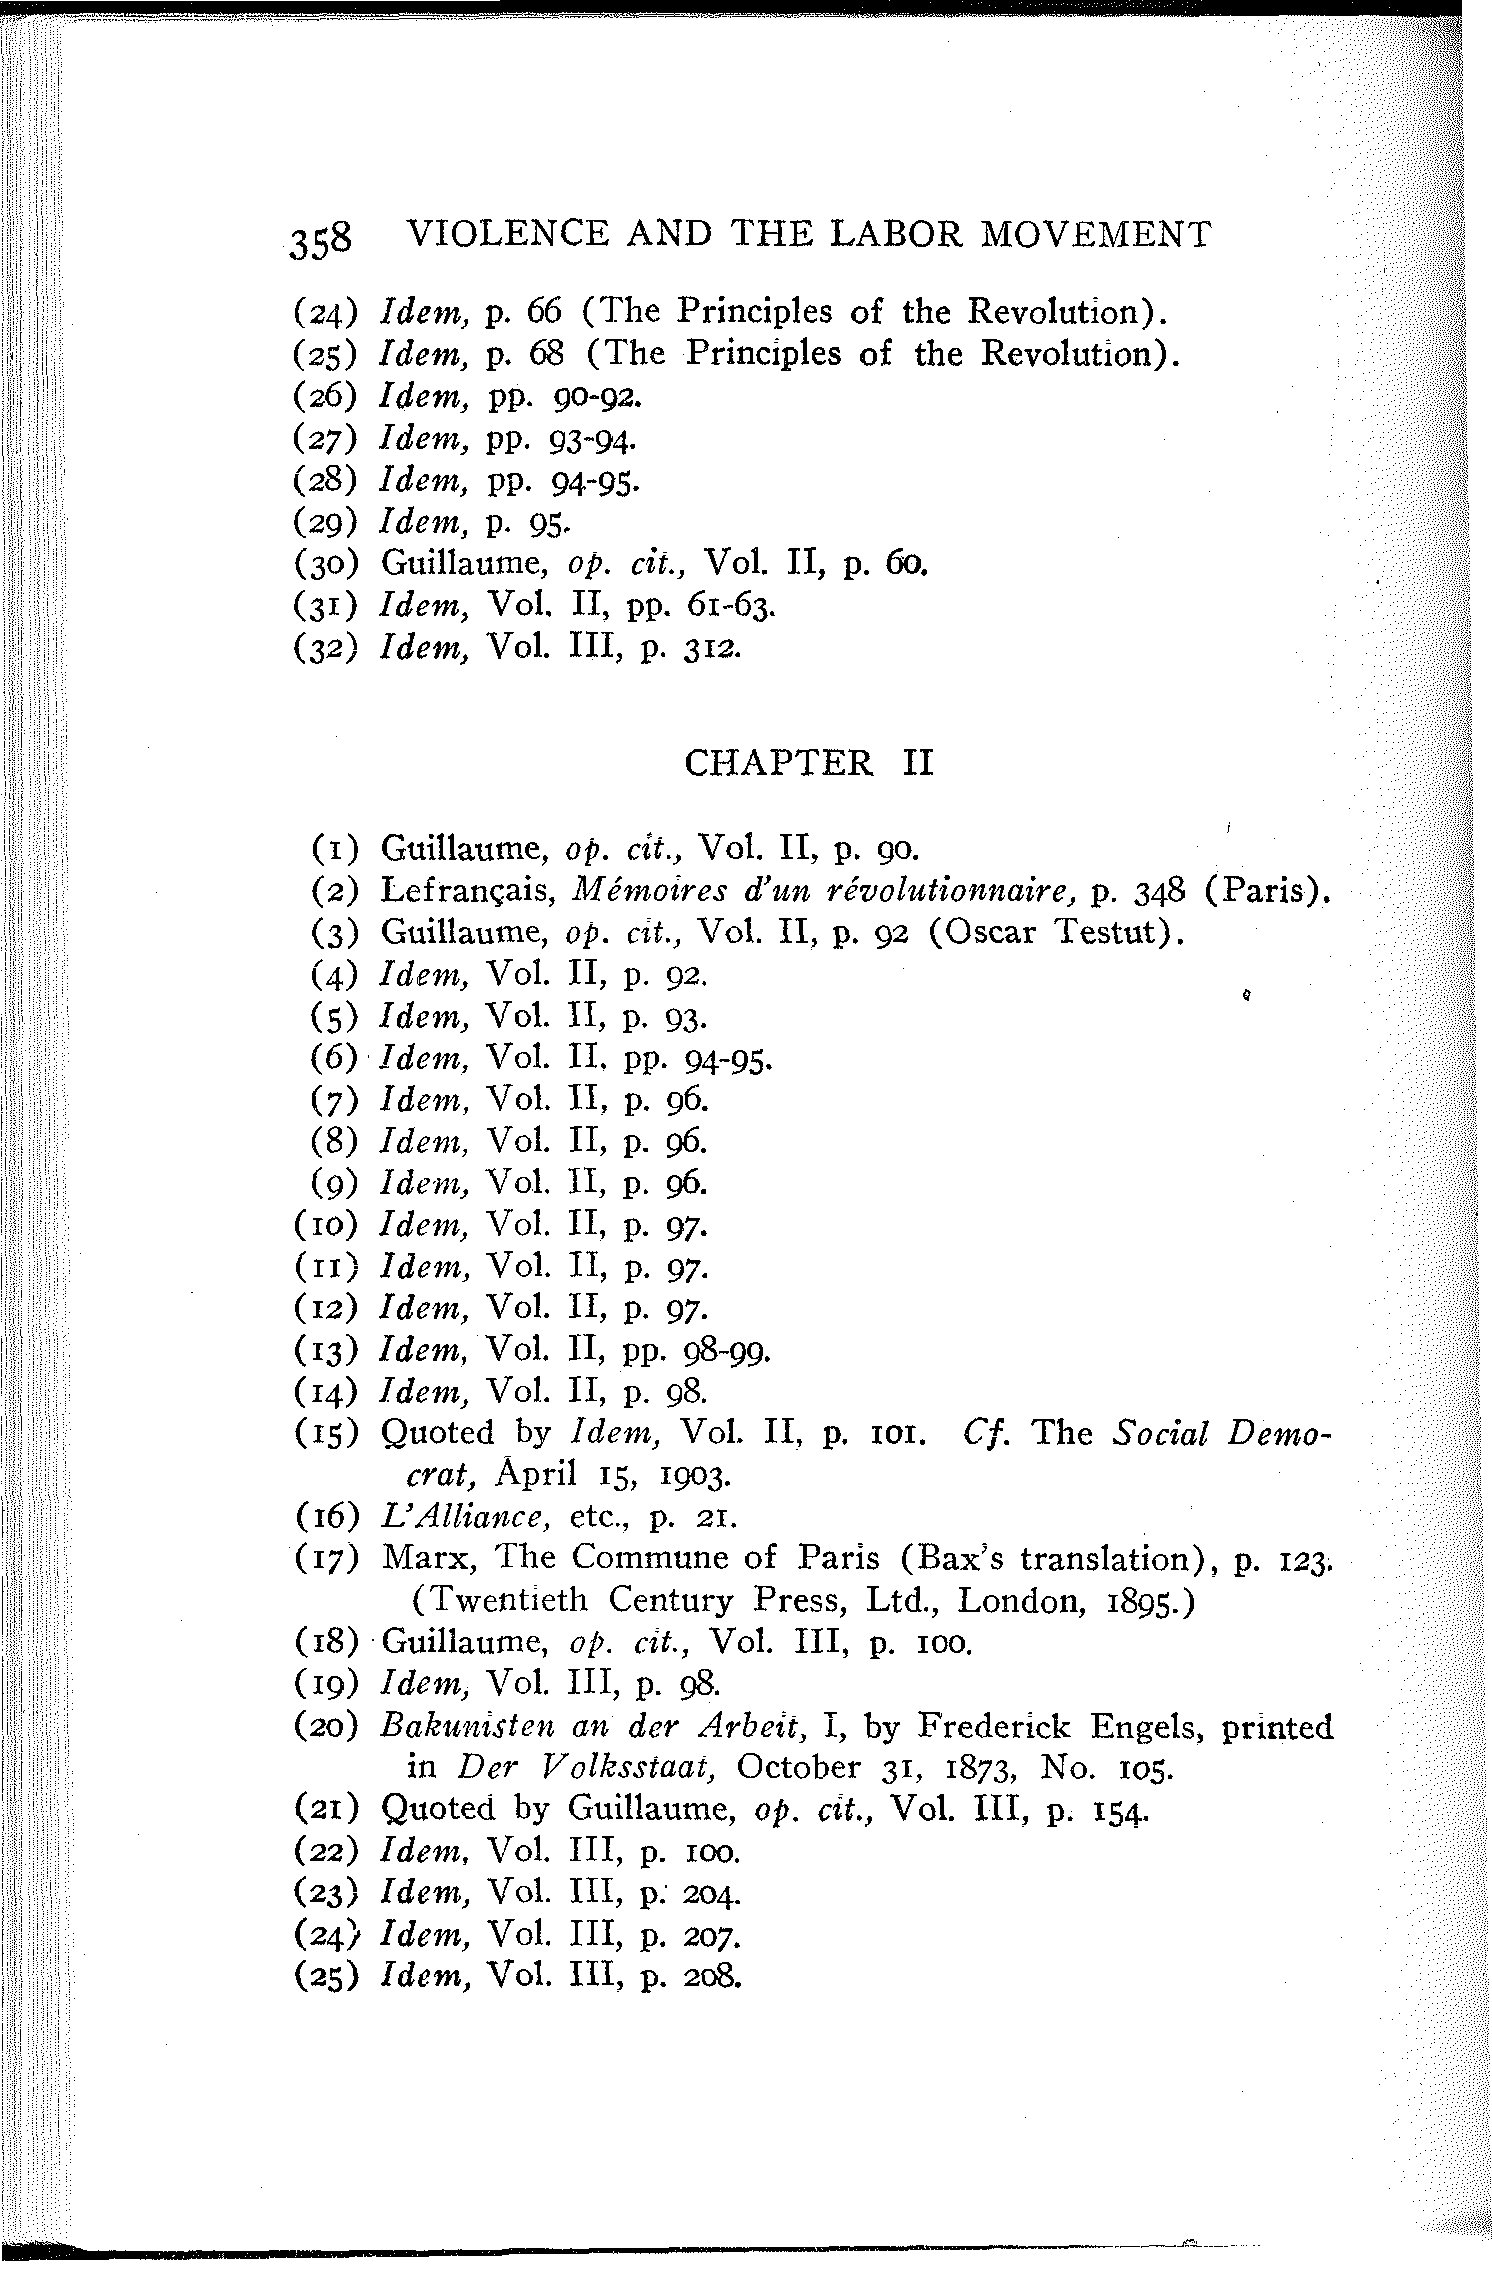 358 VIOLENCE AND THE LABOR MOVEMENT
(24) Idem, p. 66 (The Principles of the Revolution).
(25) Idem, p. 68 (The Principles of the Revolution).
(26) Idem, pp. 90-92.
(27) Idem, pp. 93-94.
(28) Idem, pp. 94-95.
(29) Idem, p. 95.
(30) Guillaume, op. cit., Vol. II, p. 60.
(31) Idem, Vol. II, pp. 61-63.
(32) Idem, Vol. III, p. 312.
CHAPTER II
(1) Guillaume, op. cit., Vol. II, p. 90.
(2) Lefrançais, Mémoires d'un révolutionnaire, p. 348 (Paris).
(3) Guillaume, op. cit., Vol. II, p. 92 (Oscar Testut).
(4) Idem, Vol. II, p. 92.
(5) Idem, Vol. II, p. 93.
(6) Idem, Vol. II, pp. 94-95.
(7) Idem, Vol. II, p. 96.
(8) Idem, Vol. II, p. 96.
(9) Idem, Vol. II, p. 96.
(10) Idem, Vol. II, p. 97.
(11) Idem, Vol. II, p. 97.
(12) Idem, Vol. II, p. 97.
(13) Idem, Vol. II, pp. 98-99.
(14) Idem, Vol. II, p. 98.
(15) Quoted by Idem, Vol. II, p. 101. Cf. The Social Demo-
crat, April 15, 1903.
(16) L'Alliance, etc., p. 21.
(17) Marx, The Commune of Paris (Bax's translation), p. 123.
(Twentieth Century Press, Ltd., London, 1895.)
(18) Guillaume, op. cit., Vol. III, p. 100.
(19) Idem, Vol. III, p. 98.
(20) Bakunisten an der Arbeit, I, by Frederick Engels, printed
in Der Volksstaat, October 31, 1873, No. 105.
(21) Quoted by Guillaume, op. cit., Vol. III, p. 154.
(22) Idem, Vol. III, p. 100.
(23) Idem, Vol. III, p. 204.
(24) Idem, Vol. III, p. 207.
(25) Idem, Vol. III, p. 208.